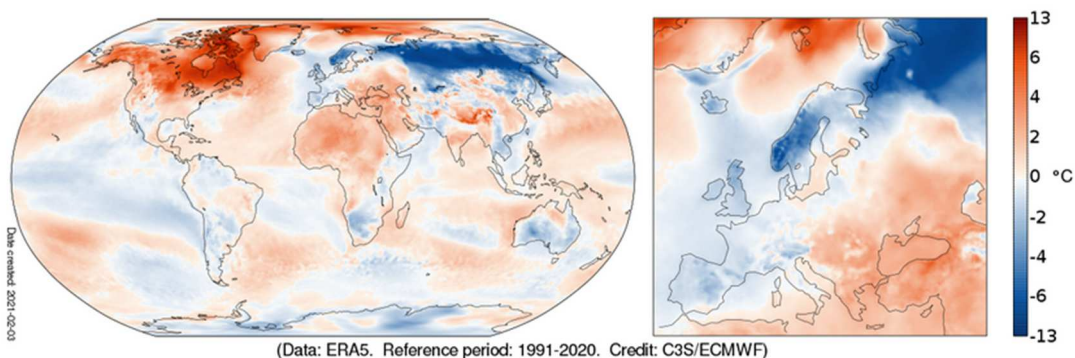 13
6
4
2
0 °C
-2
-4
-6
-13
Date created: 2021-02-03
(Data: ERA5. Reference period: 1991-2020. Credit: C3S/ECMWF)